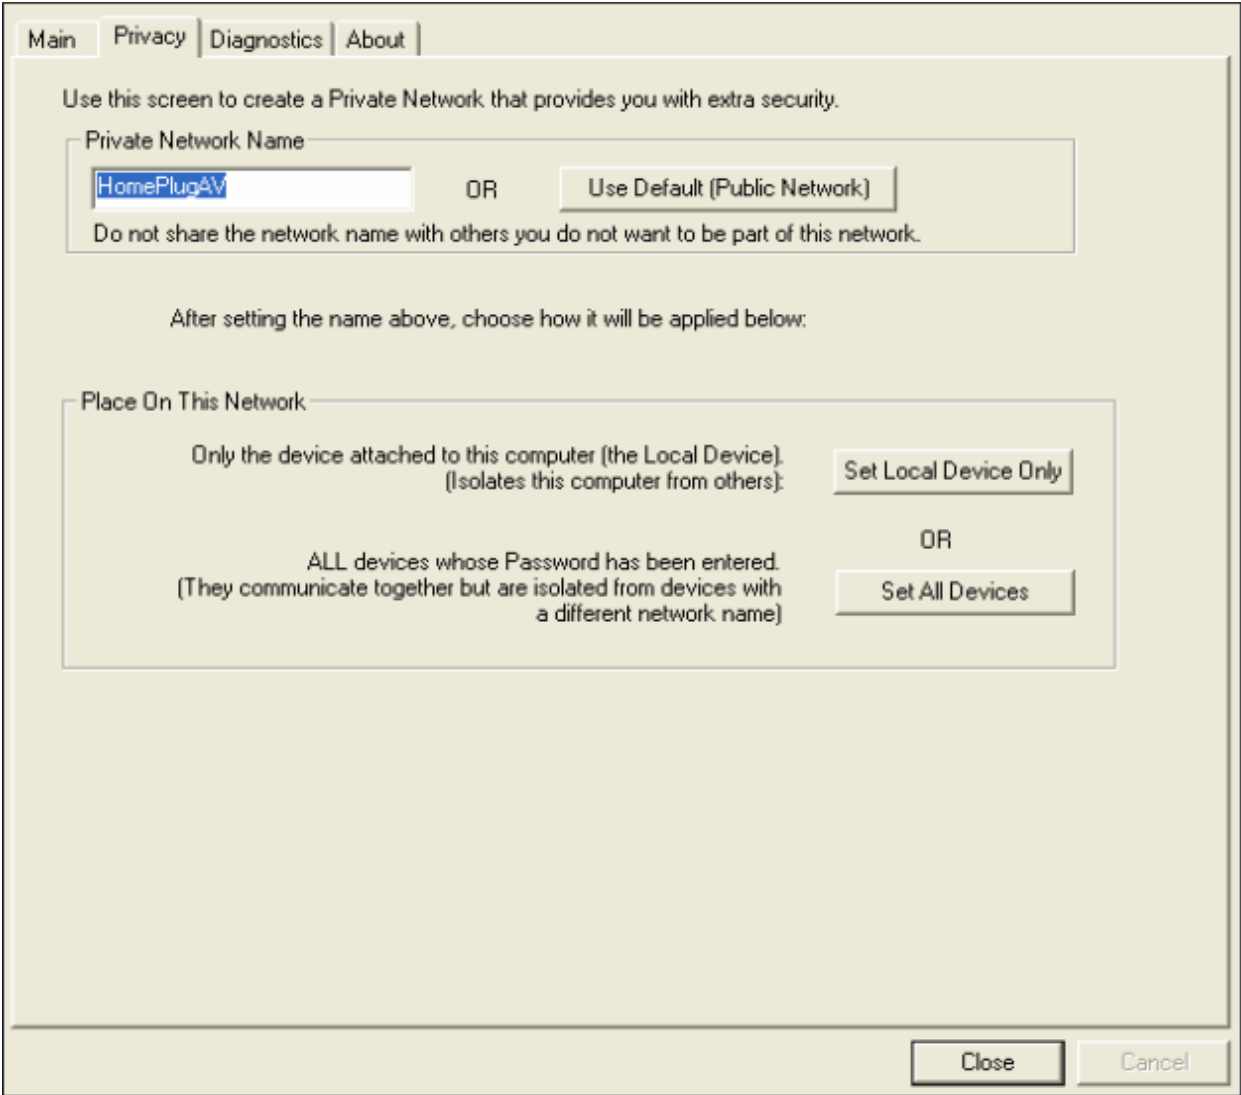 Main Privacy Diagnostics About
Use this screen to create a Private Network that provides you with extra security.
Private Network Name
HomePlugAV OR Use Default (Public Network)
Do not share the network name with others you do not want to be part of this network.
After setting the name above, choose how it will be applied below:
Place On This Network
Only the device attached to this computer (the Local Device).
(Isolates this computer from others):
Set Local Device Only
OR
ALL devices whose Password has been entered.
(They communicate together but are isolated from devices with
a different network name)
Set All Devices
Close Cancel